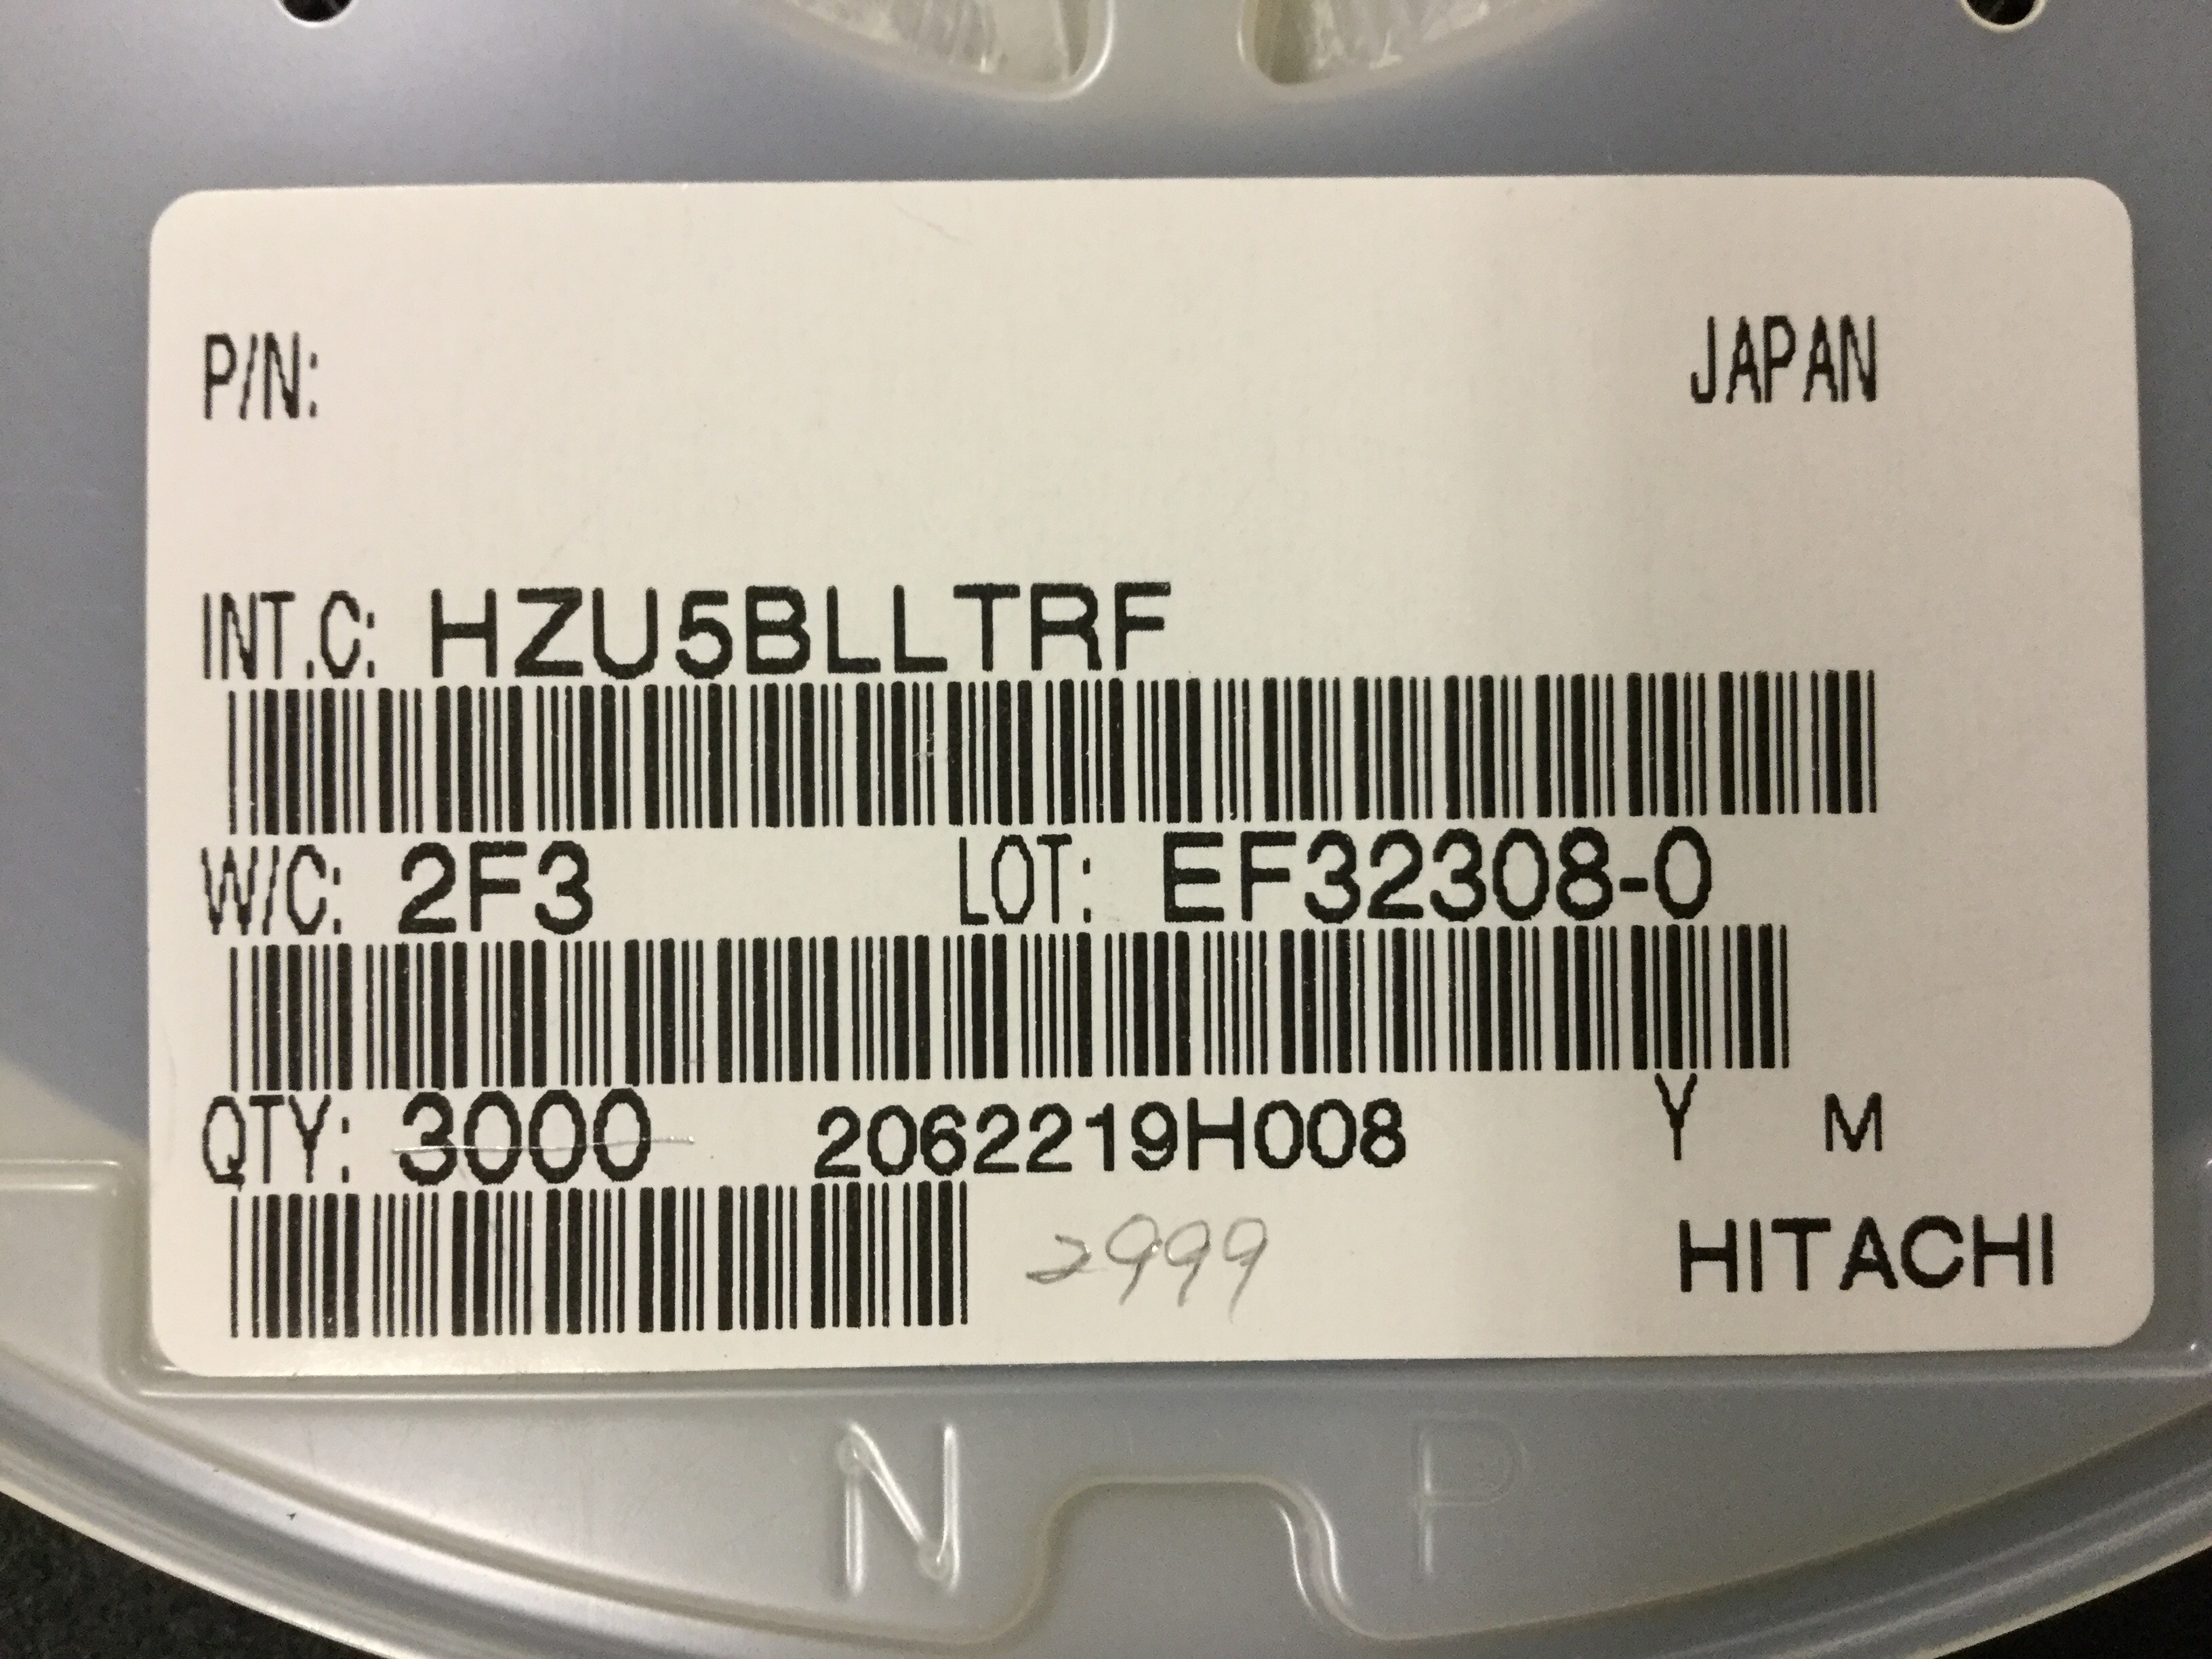 P/N: JAPAN
INT.C: HZU5BLLTRF
W/C: 2F3 LOT: EF32308-0
QTY: 3000 2062219H008 Y M
2999 HITACHI
N P